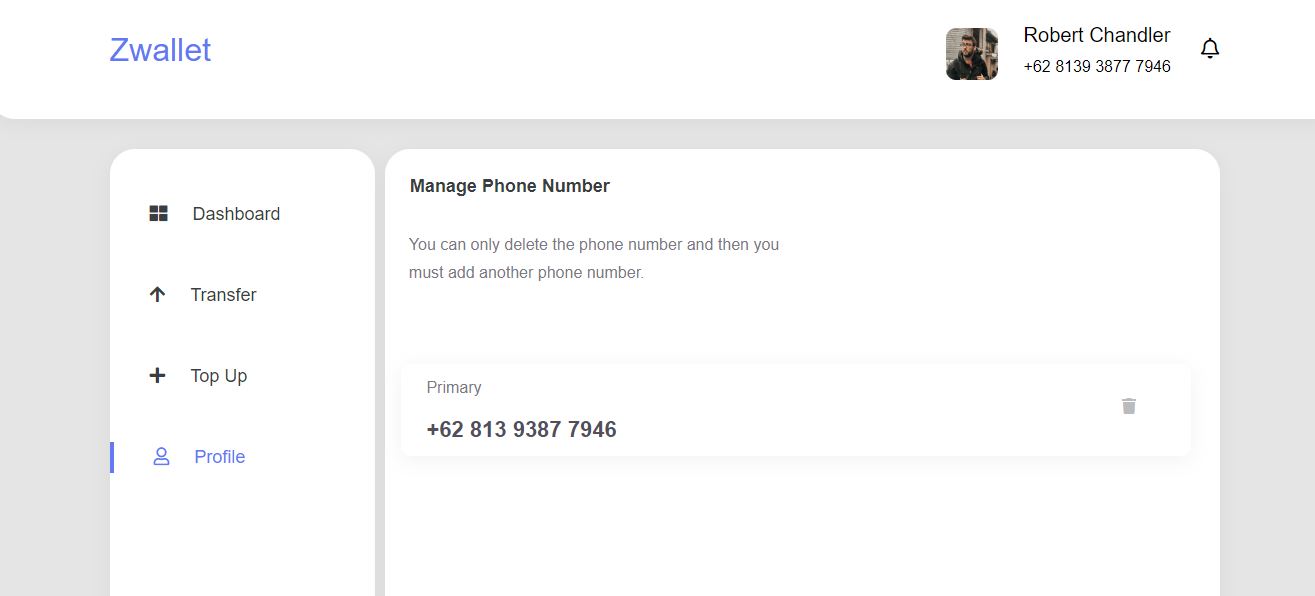 Zwallet
Robert Chandler
+62 8139 3877 7946
Dashboard
Transfer
Top Up
Profile
Manage Phone Number
You can only delete the phone number and then you
must add another phone number.
Primary
+62 813 9387 7946